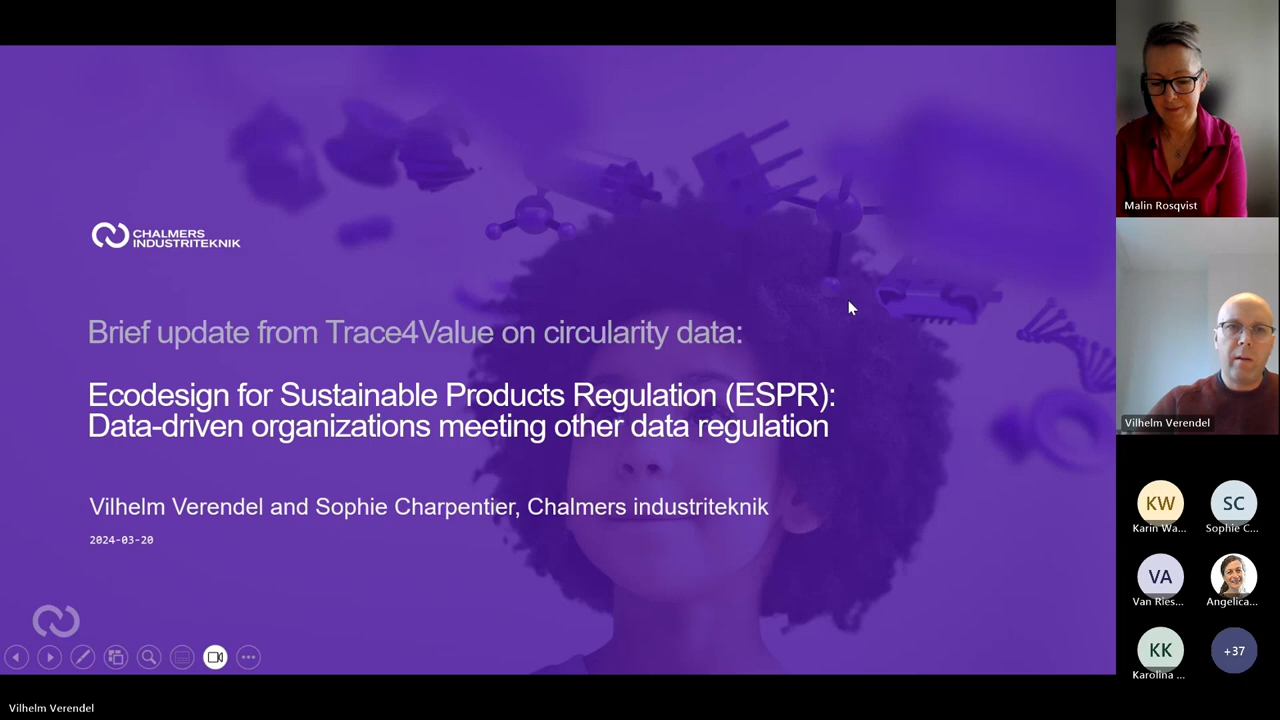 CHALMERS
INDUSTRITEKNIK
Brief update from Trace4Value on circularity data:
Ecodesign for Sustainable Products Regulation (ESPR):
Data-driven organizations meeting other data regulation
Vilhelm Verendel and Sophie Charpentier, Chalmers industriteknik
2024-03-20
Malin Rosqvist
Vilhelm Verendel
KW
SC
Karin Wa...
Sophie C...
VA
Van Ries...
Angelica...
KK
+37
Karolina ...
Vilhelm Verendel